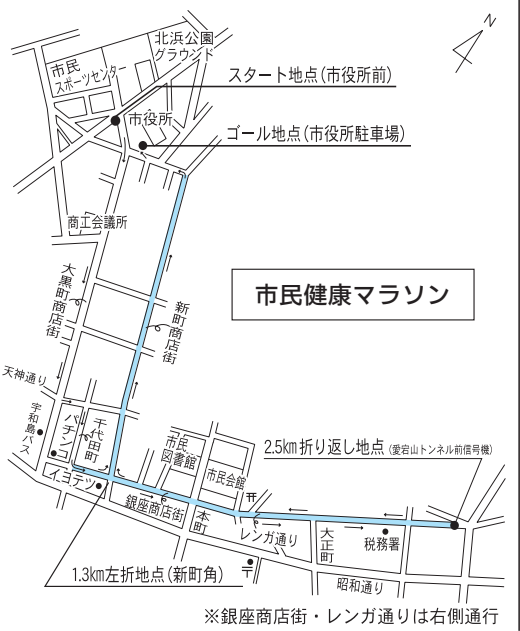 N
北浜公園
グラウンド
市民
スポーツセンター
スタート地点(市役所前)
市役所
ゴール地点(市役所駐車場)
商工会議所
市民健康マラソン
大黒町商店街
新町商店街
天神通り
宇和島バス
パチンコ
千代田町
イヨテツ
市民
図書館
市民会館
2.5km折り返し地点(愛宕山トンネル前信号機)
銀座商店街
本町
レンガ通り
大正町
税務署
1.3km左折地点(新町角)
〒
昭和通り
※銀座商店街・レンガ通りは右側通行